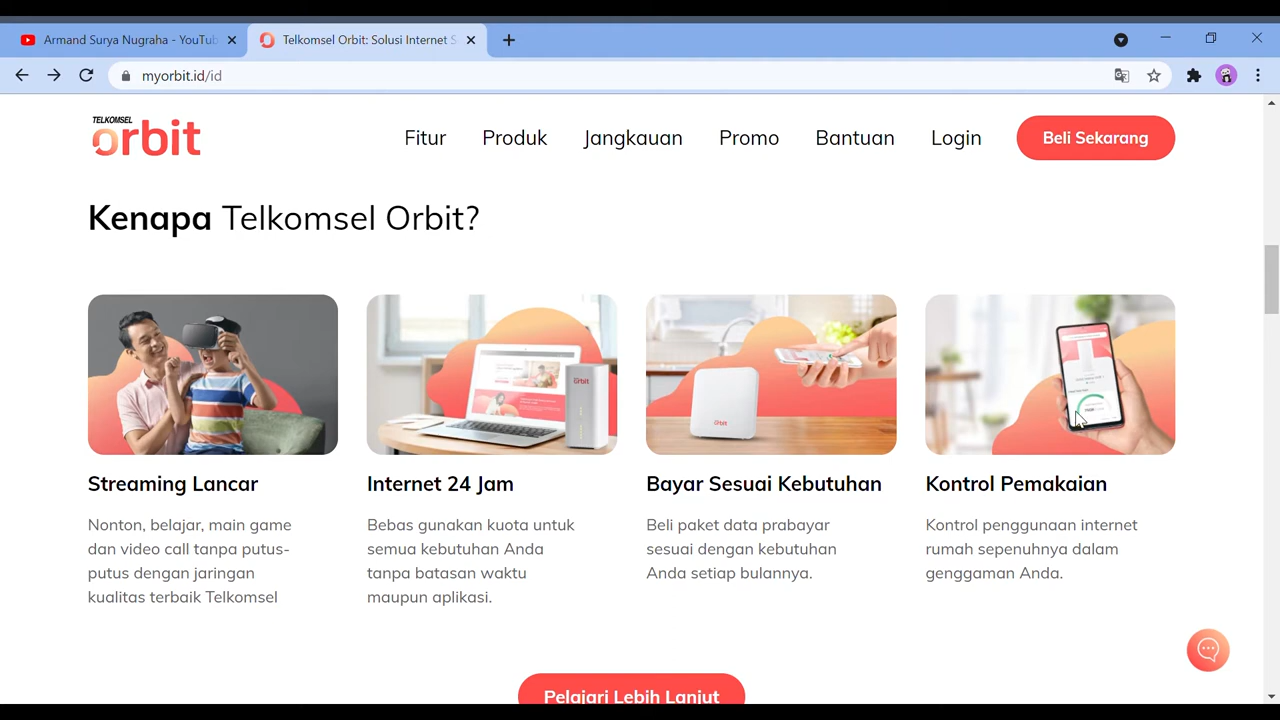 Armand Surya Nugraha - YouTub
Telkomsel Orbit: Solusi Internet S
myorbit.id/id
TELKOMSEL
orbit
Fitur
Produk
Jangkauan
Promo
Bantuan
Login
Beli Sekarang
Kenapa Telkomsel Orbit?
orbit
Orbit
Streaming Lancar
Internet 24 Jam
Bayar Sesuai Kebutuhan
Kontrol Pemakaian
Nonton, belajar, main game
dan video call tanpa putus-
putus dengan jaringan
kualitas terbaik Telkomsel
Bebas gunakan kuota untuk
semua kebutuhan Anda
tanpa batasan waktu
maupun aplikasi.
Beli paket data prabayar
sesuai dengan kebutuhan
Anda setiap bulannya.
Kontrol penggunaan internet
rumah sepenuhnya dalam
genggaman Anda.
Pelajari Lebih Lanjut